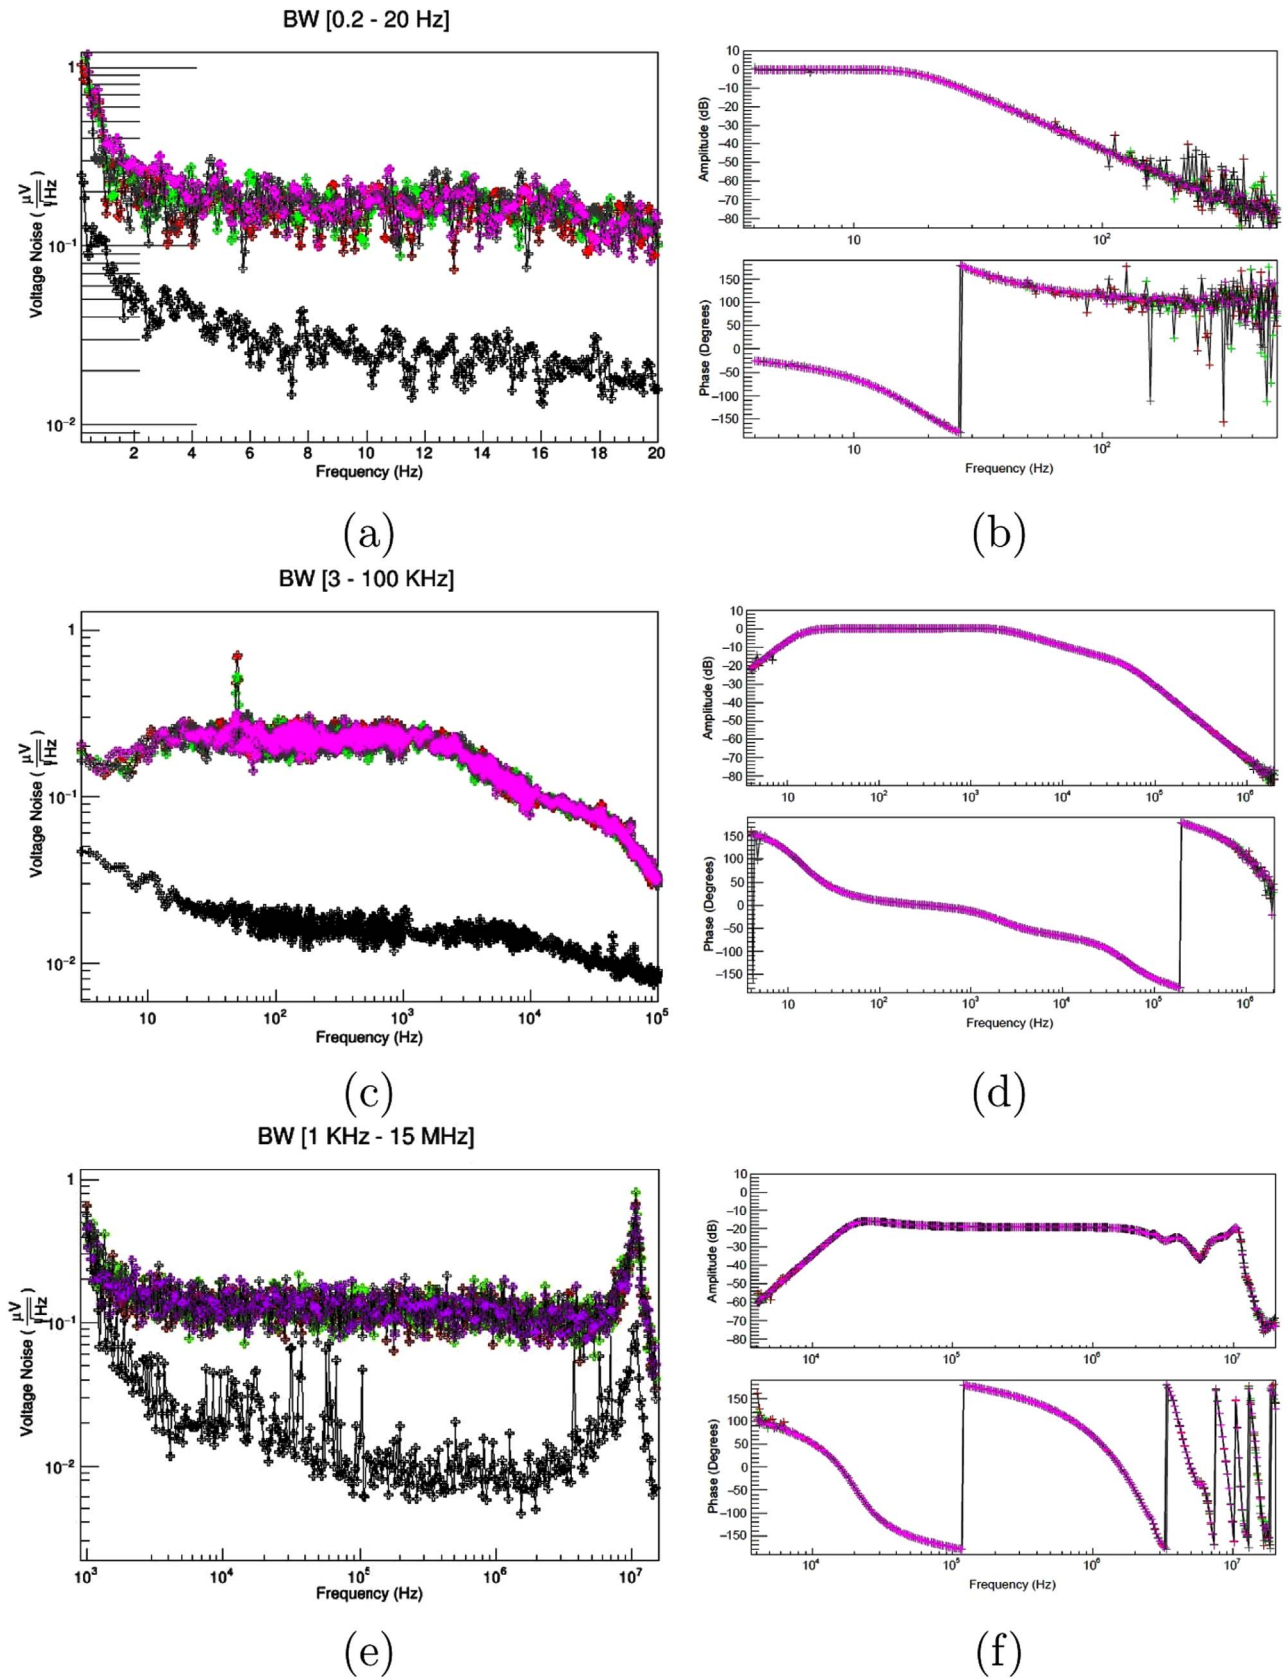 BW [0.2 - 20 Hz]
1
10⁻¹
10⁻²
Voltage Noise ( µV / √Hz )
2 4 6 8 10 12 14 16 18 20
Frequency (Hz)
(a)
10
0
−10
−20
−30
−40
−50
−60
−70
−80
Amplitude (dB)
10 10²
150
100
50
0
−50
−100
−150
Phase (Degrees)
10 10²
Frequency (Hz)
(b)
BW [3 - 100 KHz]
1
10⁻¹
10⁻²
Voltage Noise ( µV / √Hz )
10 10² 10³ 10⁴ 10⁵
Frequency (Hz)
(c)
10
0
−10
−20
−30
−40
−50
−60
−70
−80
Amplitude (dB)
10 10² 10³ 10⁴ 10⁵ 10⁶
150
100
50
0
−50
−100
−150
Phase (Degrees)
10 10² 10³ 10⁴ 10⁵ 10⁶
Frequency (Hz)
(d)
BW [1 KHz - 15 MHz]
1
10⁻¹
10⁻²
Voltage Noise ( µV / √Hz )
10³ 10⁴ 10⁵ 10⁶ 10⁷
Frequency (Hz)
(e)
10
0
−10
−20
−30
−40
−50
−60
−70
−80
Amplitude (dB)
10⁴ 10⁵ 10⁶ 10⁷
150
100
50
0
−50
−100
−150
Phase (Degrees)
10⁴ 10⁵ 10⁶ 10⁷
Frequency (Hz)
(f)